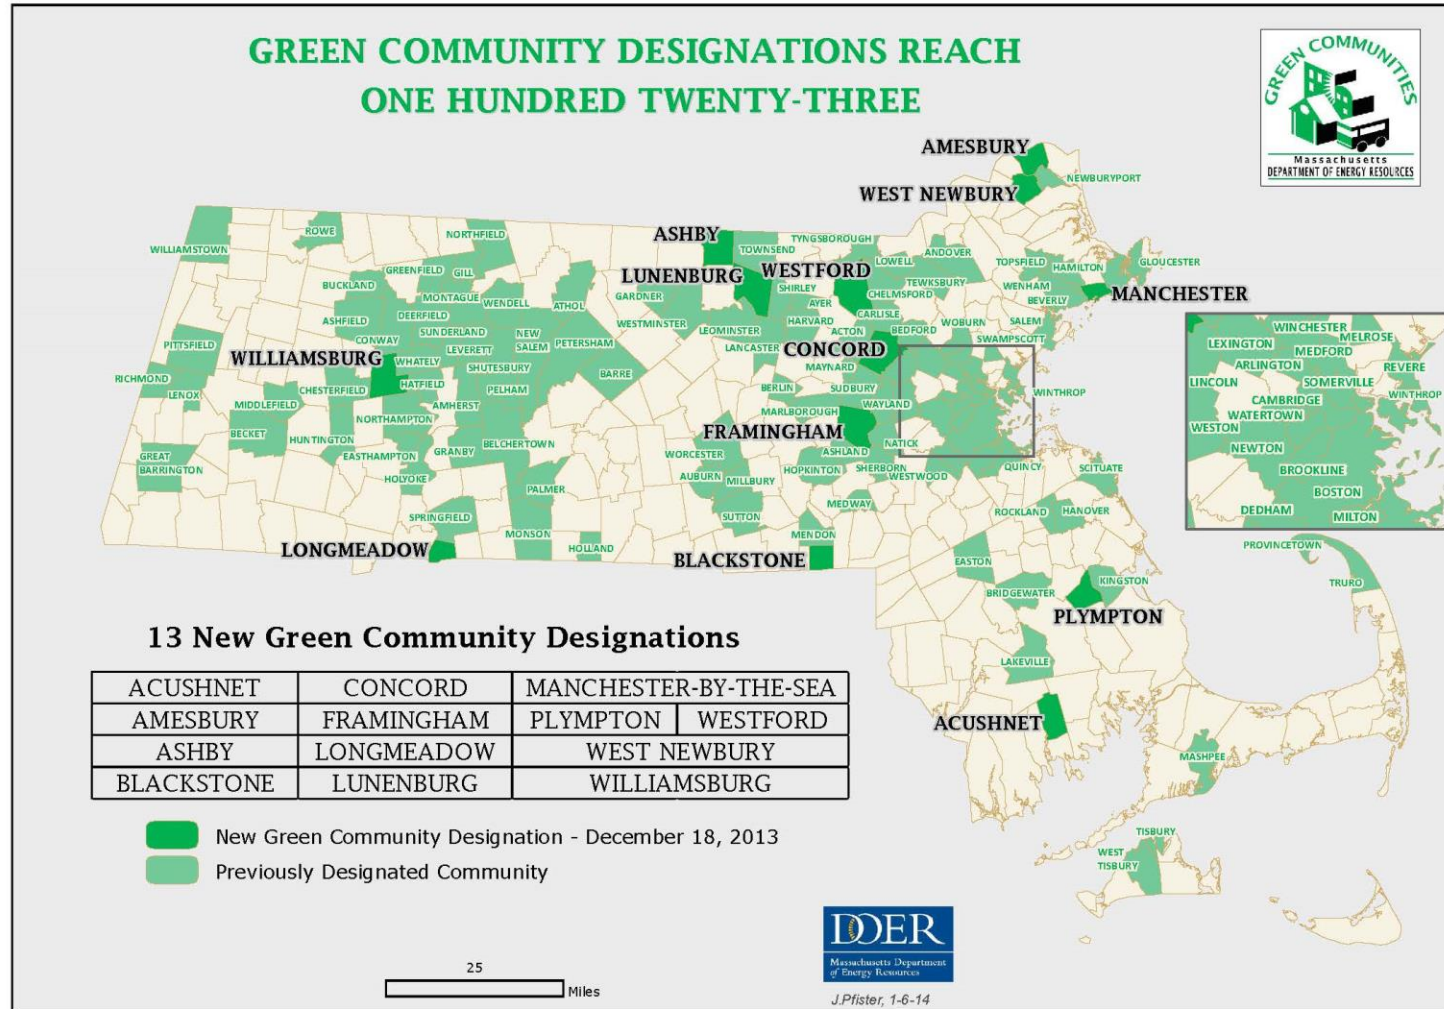 GREEN COMMUNITY DESIGNATIONS REACH
ONE HUNDRED TWENTY-THREE
GREEN COMMUNITIES
Massachusetts
DEPARTMENT OF ENERGY RESOURCES
AMESBURY
WEST NEWBURY
NEWBURYPORT
WILLIAMSTOWN
ROWE
NORTHFIELD
ASHBY
TOWNSEND
TYNGSBOROUGH
LOWELL
ANDOVER
TOPSFIELD
HAMILTON
GLOUCESTER
GREENFIELD
GILL
BUCKLAND
MONTAGUE
WENDELL
ATHOL
LUNENBURG
WESTFORD
GARDNER
SHIRLEY
AYER
CHELMSFORD
TEWKSBURY
WENHAM
BEVERLY
MANCHESTER
ASHFIELD
DEERFIELD
SUNDERLAND
NEW
SALEM
PETERSHAM
WESTMINSTER
LEOMINSTER
HARVARD
CARLISLE
ACTON
BEDFORD
WOBURN
SALEM
SWAMPSCOTT
PITTSFIELD
CONWAY
WILLIAMSBURG
WHATELY
LEVERETT
SHUTESBURY
LANCASTER
CONCORD
MAYNARD
RICHMOND
LENOX
CHESTERFIELD
HATFIELD
PELHAM
BARRE
BERLIN
SUDBURY
WINTHROP
MIDDLEFIELD
NORTHAMPTON
AMHERST
MARLBOROUGH
WAYLAND
BECKET
HUNTINGTON
BELCHERTOWN
FRAMINGHAM
NATICK
GREAT
BARRINGTON
EASTHAMPTON
GRANBY
WORCESTER
ASHLAND
HOLYOKE
AUBURN
MILLBURY
HOPKINTON
SHERBORN
WESTWOOD
QUINCY
SCITUATE
PALMER
SPRINGFIELD
SUTTON
MEDWAY
ROCKLAND
HANOVER
MONSON
HOLLAND
MENDON
LONGMEADOW
BLACKSTONE
EASTON
BRIDGEWATER
KINGSTON
PLYMPTON
LAKEVILLE
ACUSHNET
PROVINCETOWN
TRURO
MASHPEE
TISBURY
WEST
TISBURY
WINCHESTER
MELROSE
LEXINGTON
MEDFORD
ARLINGTON
REVERE
LINCOLN
SOMERVILLE
CAMBRIDGE
WINTHROP
WATERTOWN
WESTON
NEWTON
BROOKLINE
BOSTON
DEDHAM
MILTON
13 New Green Community Designations
ACUSHNET CONCORD MANCHESTER-BY-THE-SEA
AMESBURY FRAMINGHAM PLYMPTON WESTFORD
ASHBY LONGMEADOW WEST NEWBURY
BLACKSTONE LUNENBURG WILLIAMSBURG
New Green Community Designation - December 18, 2013
Previously Designated Community
25
Miles
DOER
Massachusetts Department
of Energy Resources
J.Pfister, 1-6-14